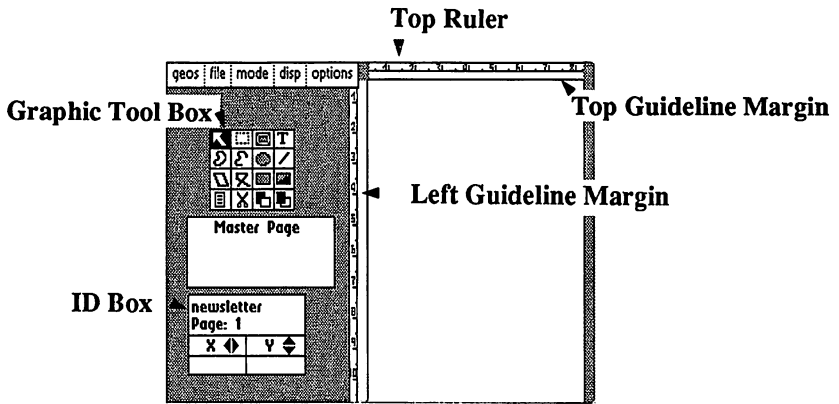 Top Ruler
geos file mode disp options
Graphic Tool Box
Top Guideline Margin
T
Left Guideline Margin
Master Page
ID Box
newsletter
Page: 1
X Y